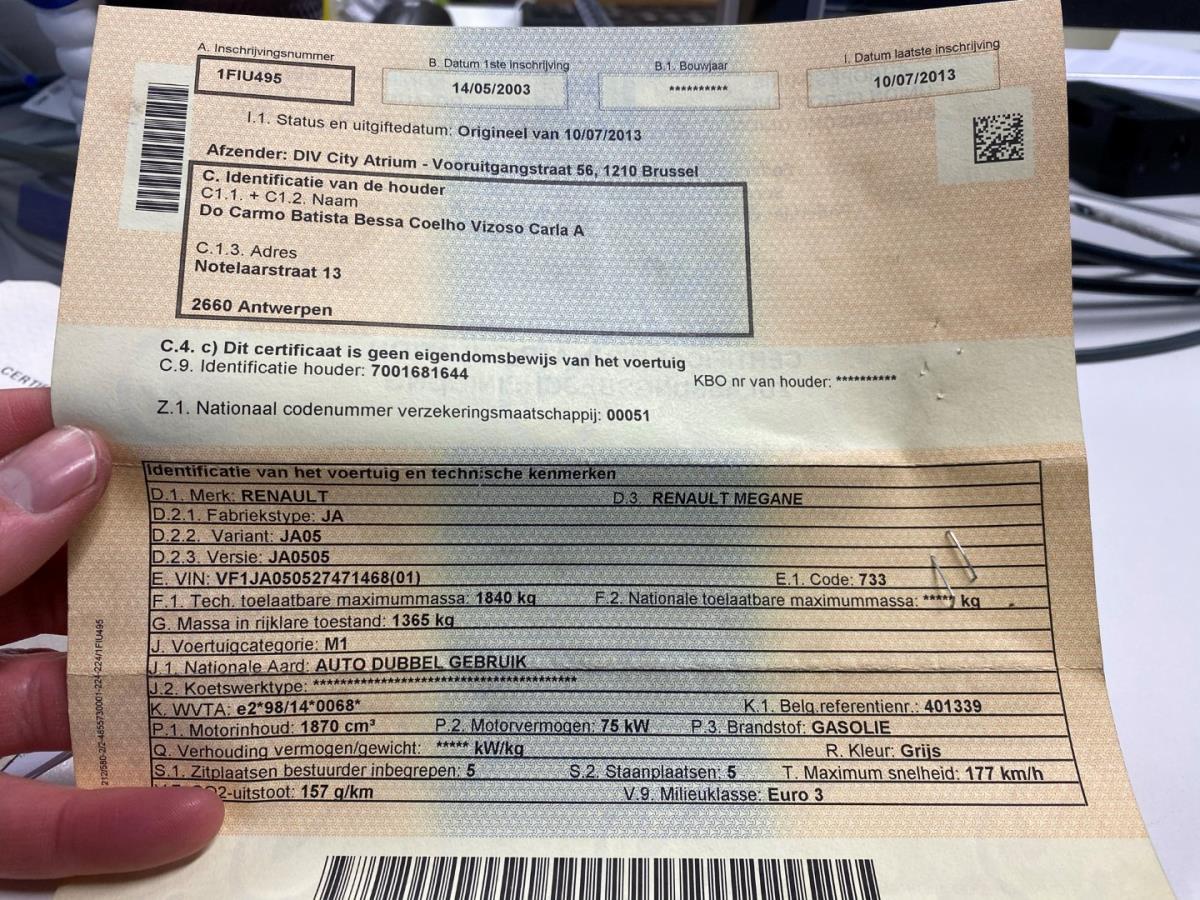 A. Inschrijvingsnummer
1FIU495
B. Datum 1ste inschrijving
14/05/2003
B.1. Bouwjaar
**********
I. Datum laatste inschrijving
10/07/2013
I.1. Status en uitgiftedatum: Origineel van 10/07/2013
Afzender: DIV City Atrium - Vooruitgangstraat 56, 1210 Brussel
C. Identificatie van de houder
C1.1. + C1.2. Naam
Do Carmo Batista Bessa Coelho Vizoso Carla A
C.1.3. Adres
Notelaarstraat 13
2660 Antwerpen
C.4. c) Dit certificaat is geen eigendomsbewijs van het voertuig
C.9. Identificatie houder: 7001681644
KBO nr van houder: **********
Z.1. Nationaal codenummer verzekeringsmaatschappij: 00051
Identificatie van het voertuig en technische kenmerken
D.1. Merk: RENAULT D.3. RENAULT MEGANE
D.2.1. Fabriekstype: JA
D.2.2. Variant: JA05
D.2.3. Versie: JA0505
E. VIN: VF1JA050527471468(01) E.1. Code: 733
F.1. Tech. toelaatbare maximummassa: 1840 kg F.2. Nationale toelaatbare maximummassa: ***** kg
G. Massa in rijklare toestand: 1365 kg
J. Voertuigcategorie: M1
J.1. Nationale Aard: AUTO DUBBEL GEBRUIK
J.2. Koetswerktype: ****************************************
K. WVTA: e2*98/14*0068* K.1. Belg.referentienr.: 401339
P.1. Motorinhoud: 1870 cm³ P.2. Motorvermogen: 75 kW P.3. Brandstof: GASOLIE
Q. Verhouding vermogen/gewicht: ***** kW/kg R. Kleur: Grijs
S.1. Zitplaatsen bestuurder inbegrepen: 5 S.2. Staanplaatsen: 5 T. Maximum snelheid: 177 km/h
2-uitstoot: 157 g/km V.9. Milieuklasse: Euro 3
CERTI